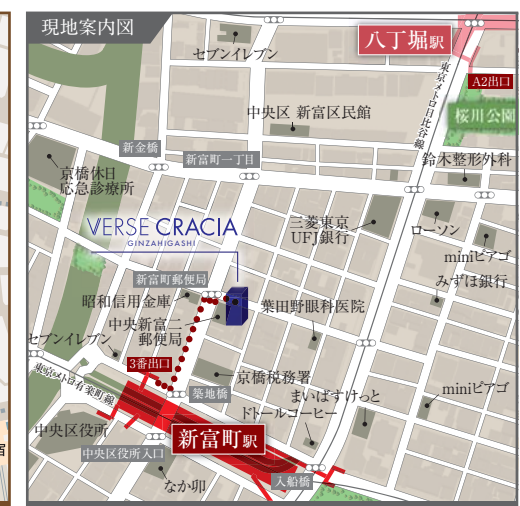 現地案内図
八丁堀駅
セブンイレブン
東京メトロ日比谷線
A2出口
桜川公園
中央区 新富区民館
新金橋
新富町一丁目
京橋休日
応急診療所
鈴木整形外科
VERSE CRACIA
GINZAHIGASHI
三菱東京
UFJ銀行
ローソン
miniピアゴ
みずほ銀行
新富町郵便局
昭和信用金庫
中央新富二
郵便局
葉田野眼科医院
セブンイレブン
3番出口
東京メトロ有楽町線
京橋税務署
築地橋
まいばすけっと
ドトールコーヒー
miniピアゴ
中央区役所
新富町駅
中央区役所入口
なか卯
入船橋
宿